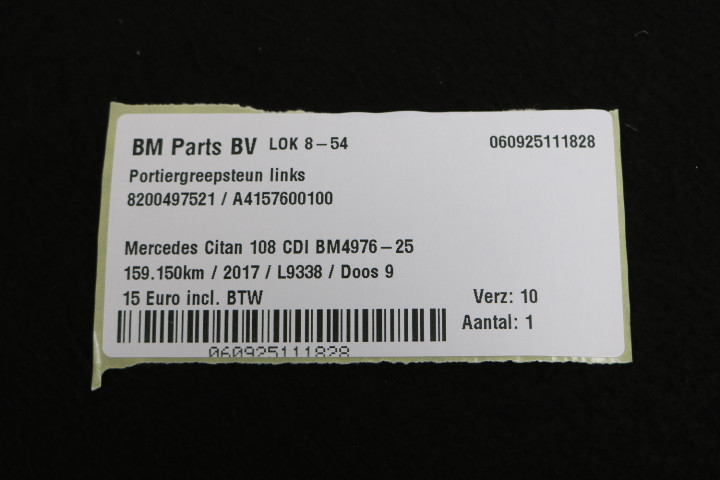 BM Parts BV LOK 8-54 060925111828
Portiergreepsteun links
8200497521 / A4157600100
Mercedes Citan 108 CDI BM4976-25
159.150km / 2017 / L9338 / Doos 9
15 Euro incl. BTW Verz: 10
Aantal: 1
060925111828